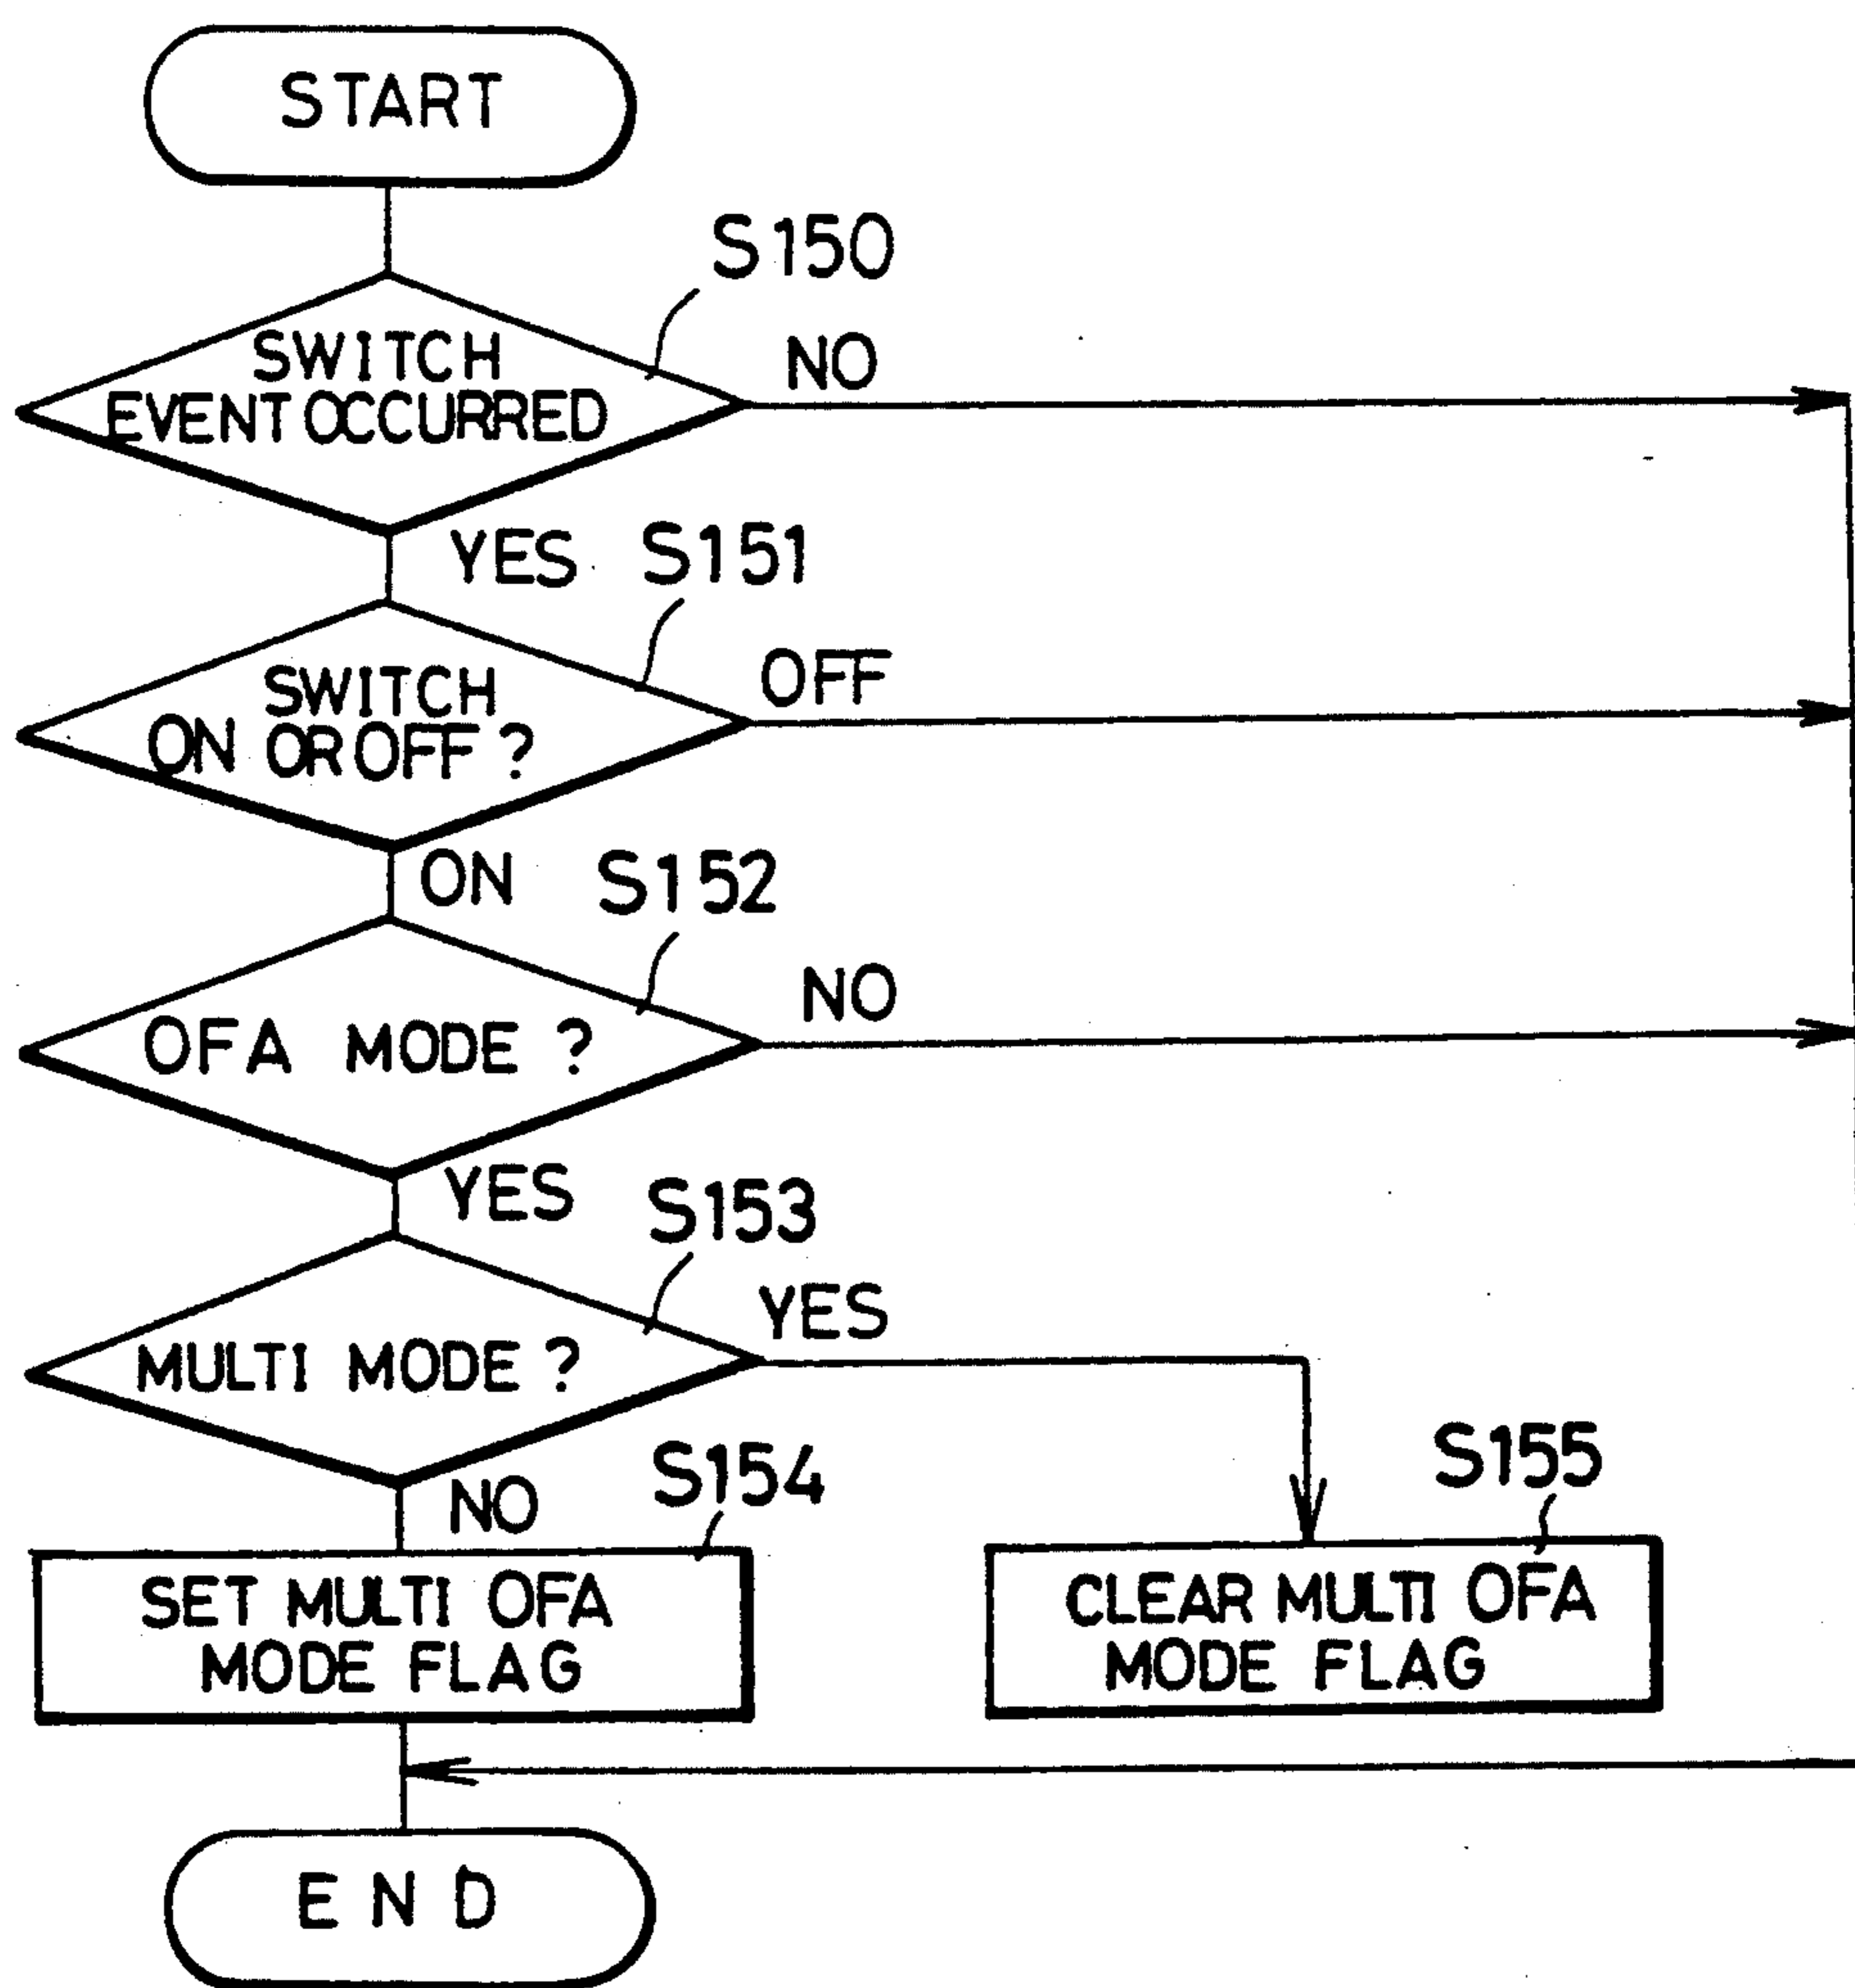 START
S150
SWITCH
EVENT OCCURRED
NO
YES
S151
SWITCH
ON OR OFF ?
OFF
ON
S152
OFA MODE ?
NO
YES
S153
MULTI MODE ?
YES
NO
S154
SET MULTI OFA
MODE FLAG
S155
CLEAR MULTI OFA
MODE FLAG
END